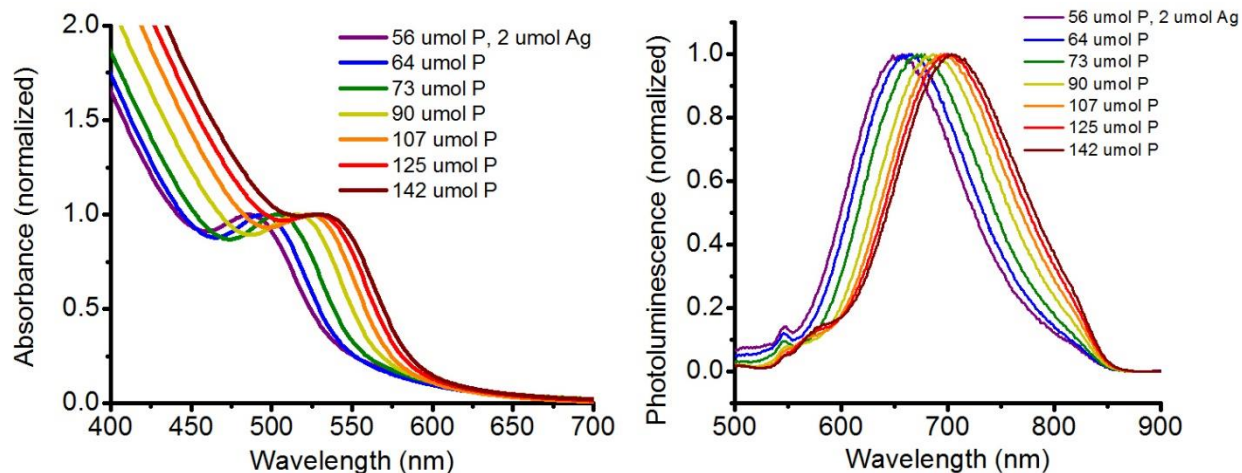 2.0
1.5
1.0
0.5
0.0
Absorbance (normalized)
400 450 500 550 600 650 700
Wavelength (nm)
56 umol P, 2 umol Ag
64 umol P
73 umol P
90 umol P
107 umol P
125 umol P
142 umol P
1.0
0.8
0.6
0.4
0.2
0.0
Photoluminescence (normalized)
500 600 700 800 900
Wavelength (nm)
56 umol P, 2 umol Ag
64 umol P
73 umol P
90 umol P
107 umol P
125 umol P
142 umol P